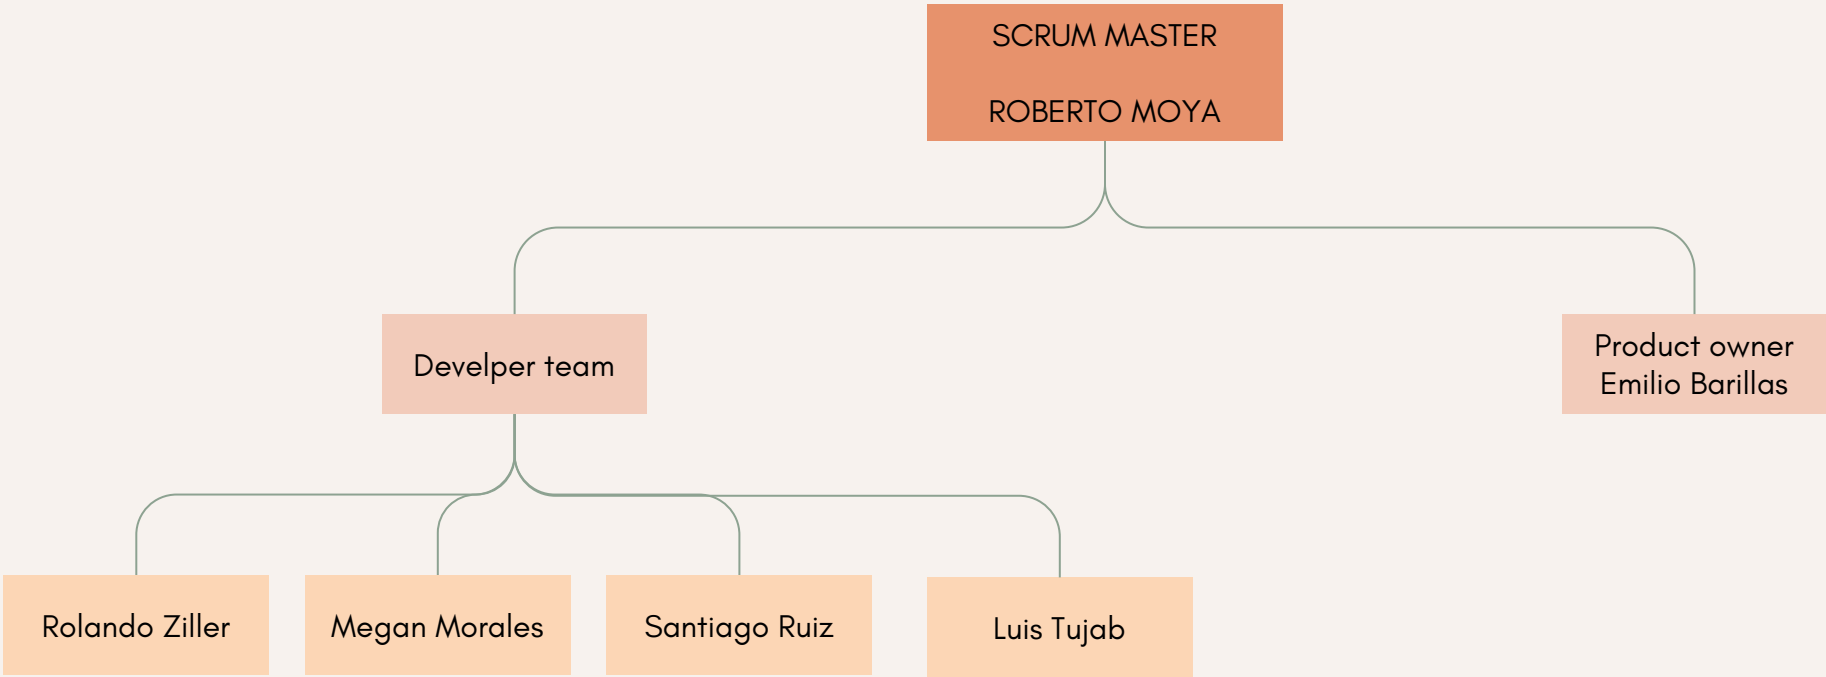 SCRUM MASTER
ROBERTO MOYA
Develper team
Product owner
Emilio Barillas
Rolando Ziller
Megan Morales
Santiago Ruiz
Luis Tujab